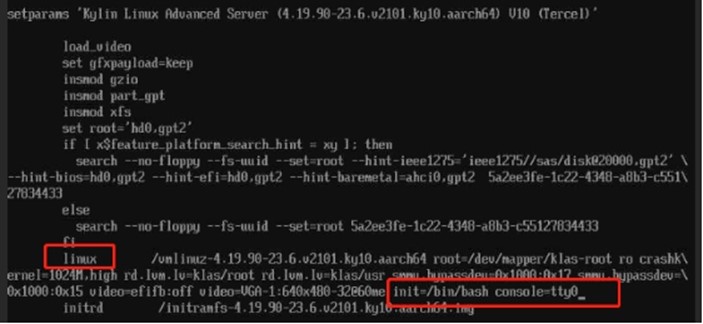 setparams 'Kylin Linux Advanced Server (4.19.90-23.6.v2101.ky10.aarch64) V10 (Tercel)'
load_video
set gfxpayload=keep
insmod gzio
insmod part_gpt
insmod xfs
set root='hd0,gpt2'
if [ x$feature_platform_search_hint = xy ]; then
search --no-floppy --fs-uuid --set=root --hint-ieee1275='ieee1275//sas/disk@20000,gpt2' \
--hint-bios=hd0,gpt2 --hint-efi=hd0,gpt2 --hint-baremetal=ahci0,gpt2  5a2ee3fe-1c22-4348-a8b3-c551\
27834433
else
search --no-floppy --fs-uuid --set=root 5a2ee3fe-1c22-4348-a8b3-c55127834433
fi
linux /vmlinuz-4.19.90-23.6.v2101.ky10.aarch64 root=/dev/mapper/klas-root ro crashk\
ernel=1024M,high rd.lvm.lv=klas/root rd.lvm.lv=klas/usr smmu.bypassdev=0x1000:0x17 smmu.bypassdev=\
0x1000:0x15 video=efifb:off video=VGA-1:640x480-32@60me init=/bin/bash console=tty0_
initrd /initramfs-4.19.90-23.6.v2101.ky10.aarch64.img